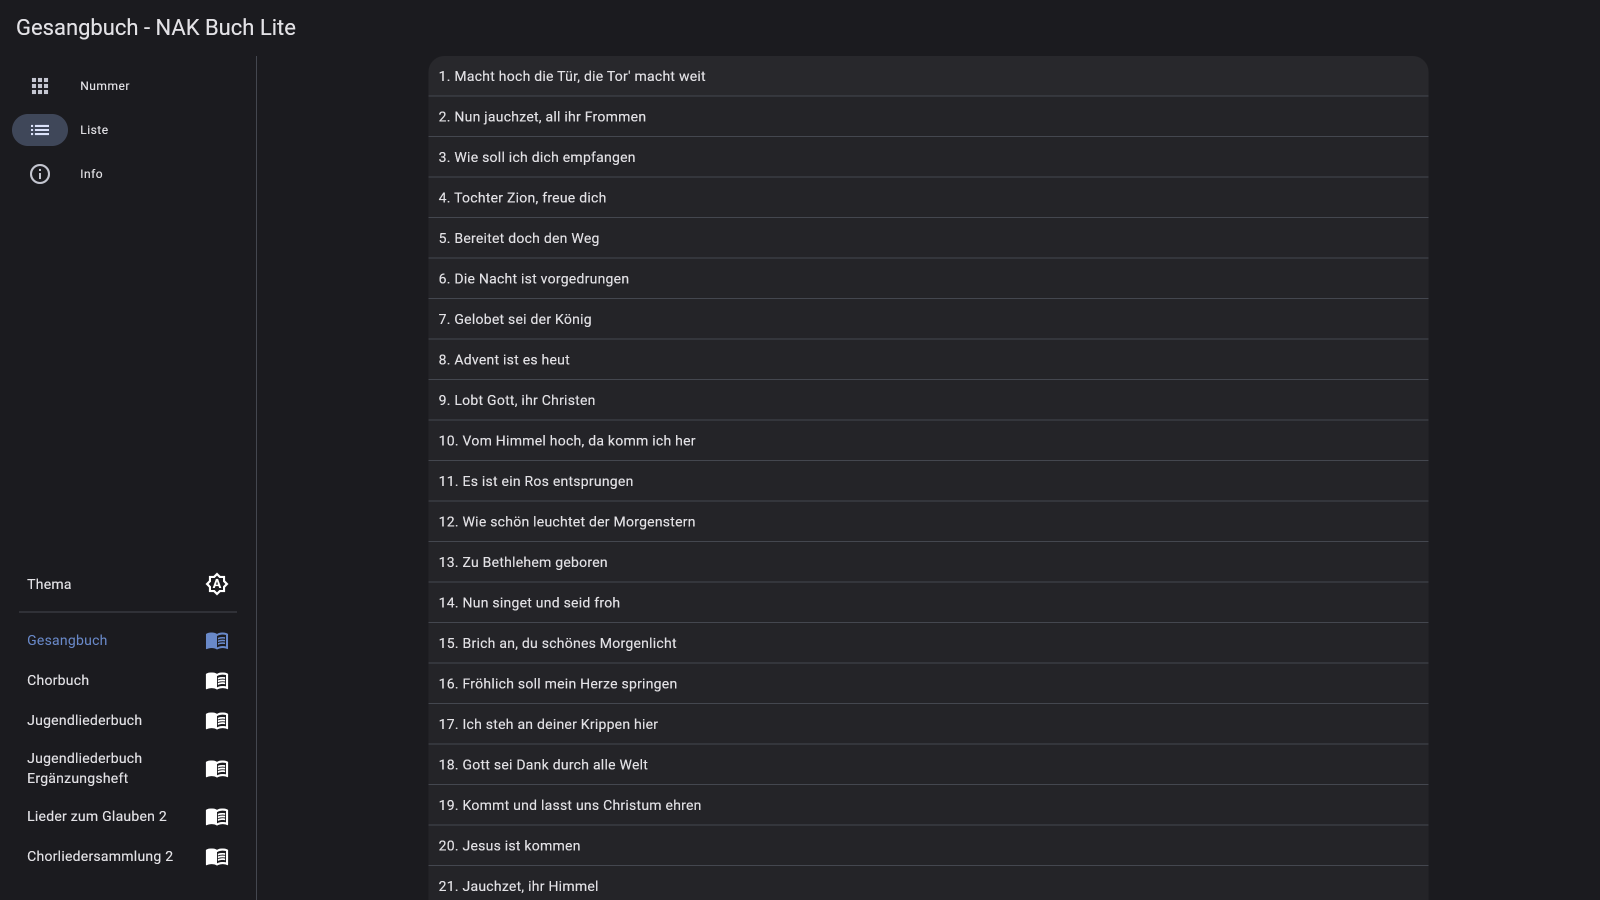 Gesangbuch - NAK Buch Lite
Nummer
Liste
Info
Thema
Gesangbuch
Chorbuch
Jugendliederbuch
Jugendliederbuch
Ergänzungsheft
Lieder zum Glauben 2
Chorliedersammlung 2
1. Macht hoch die Tür, die Tor' macht weit
2. Nun jauchzet, all ihr Frommen
3. Wie soll ich dich empfangen
4. Tochter Zion, freue dich
5. Bereitet doch den Weg
6. Die Nacht ist vorgedrungen
7. Gelobet sei der König
8. Advent ist es heut
9. Lobt Gott, ihr Christen
10. Vom Himmel hoch, da komm ich her
11. Es ist ein Ros entsprungen
12. Wie schön leuchtet der Morgenstern
13. Zu Bethlehem geboren
14. Nun singet und seid froh
15. Brich an, du schönes Morgenlicht
16. Fröhlich soll mein Herze springen
17. Ich steh an deiner Krippen hier
18. Gott sei Dank durch alle Welt
19. Kommt und lasst uns Christum ehren
20. Jesus ist kommen
21. Jauchzet, ihr Himmel